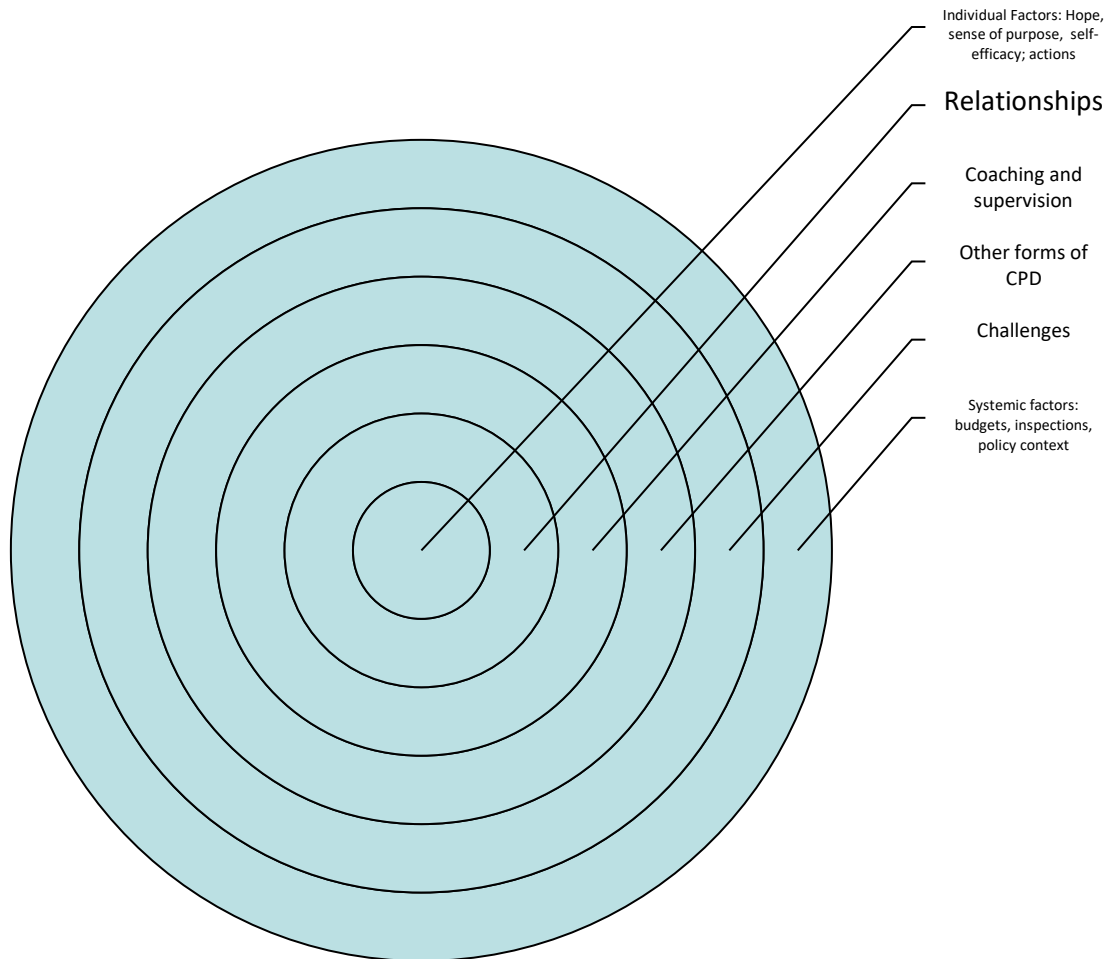 Individual Factors: Hope,
sense of purpose, self-
efficacy; actions
Relationships
Coaching and
supervision
Other forms of
CPD
Challenges
Systemic factors:
budgets, inspections,
policy context